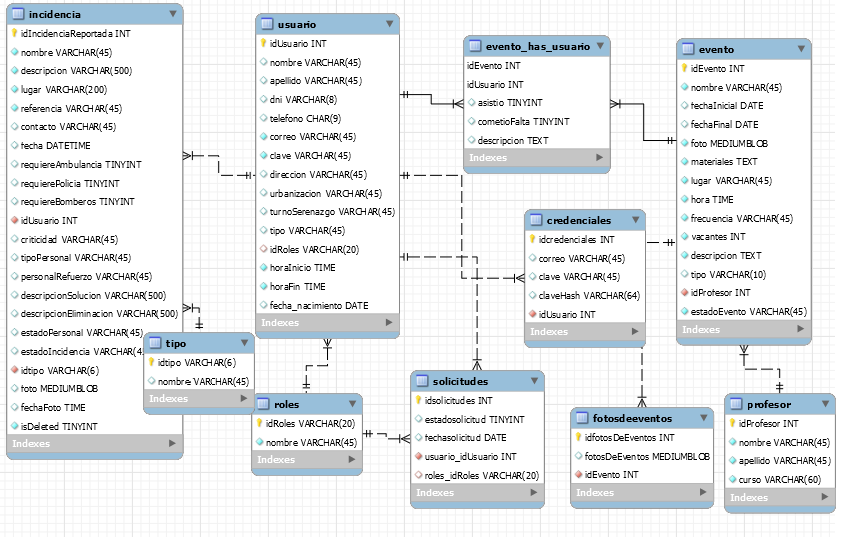 incidencia
idIncidenciaReportada INT
nombre VARCHAR(45)
descripcion VARCHAR(500)
lugar VARCHAR(200)
referencia VARCHAR(45)
contacto VARCHAR(45)
fecha DATETIME
requiereAmbulancia TINYINT
requierePolicia TINYINT
requiereBomberos TINYINT
idUsuario INT
criticidad VARCHAR(45)
tipoPersonal VARCHAR(45)
personalRefuerzo VARCHAR(45)
descripcionSolucion VARCHAR(500)
descripcionEliminacion VARCHAR(500)
estadoPersonal VARCHAR(45)
estadoIncidencia VARCHAR(4
idtipo VARCHAR(6)
foto MEDIUMBLOB
fechaFoto TIME
isDeleted TINYINT
Indexes
usuario
idUsuario INT
nombre VARCHAR(45)
apellido VARCHAR(45)
dni VARCHAR(8)
telefono CHAR(9)
correo VARCHAR(45)
clave VARCHAR(45)
direccion VARCHAR(45)
urbanizacion VARCHAR(45)
turnoSerenazgo VARCHAR(45)
tipo VARCHAR(45)
idRoles VARCHAR(20)
horaInicio TIME
horaFin TIME
fecha_nacimiento DATE
Indexes
evento_has_usuario
idEvento INT
idUsuario INT
asistio TINYINT
cometioFalta TINYINT
descripcion TEXT
Indexes
evento
idEvento INT
nombre VARCHAR(45)
fechaInicial DATE
fechaFinal DATE
foto MEDIUMBLOB
materiales TEXT
lugar VARCHAR(45)
hora TIME
frecuencia VARCHAR(45)
vacantes INT
descripcion TEXT
tipo VARCHAR(10)
idProfesor INT
estadoEvento VARCHAR(45)
Indexes
credenciales
idcredenciales INT
correo VARCHAR(45)
clave VARCHAR(45)
claveHash VARCHAR(64)
idUsuario INT
Indexes
tipo
idtipo VARCHAR(6)
nombre VARCHAR(45)
Indexes
roles
idRoles VARCHAR(20)
nombre VARCHAR(45)
Indexes
solicitudes
idsolicitudes INT
estadosolicitud TINYINT
fechasolicitud DATE
usuario_idUsuario INT
roles_idRoles VARCHAR(20)
Indexes
fotosdeeventos
idfotosDeEventos INT
fotosDeEventos MEDIUMBLOB
idEvento INT
Indexes
profesor
idProfesor INT
nombre VARCHAR(45)
apellido VARCHAR(45)
curso VARCHAR(60)
Indexes